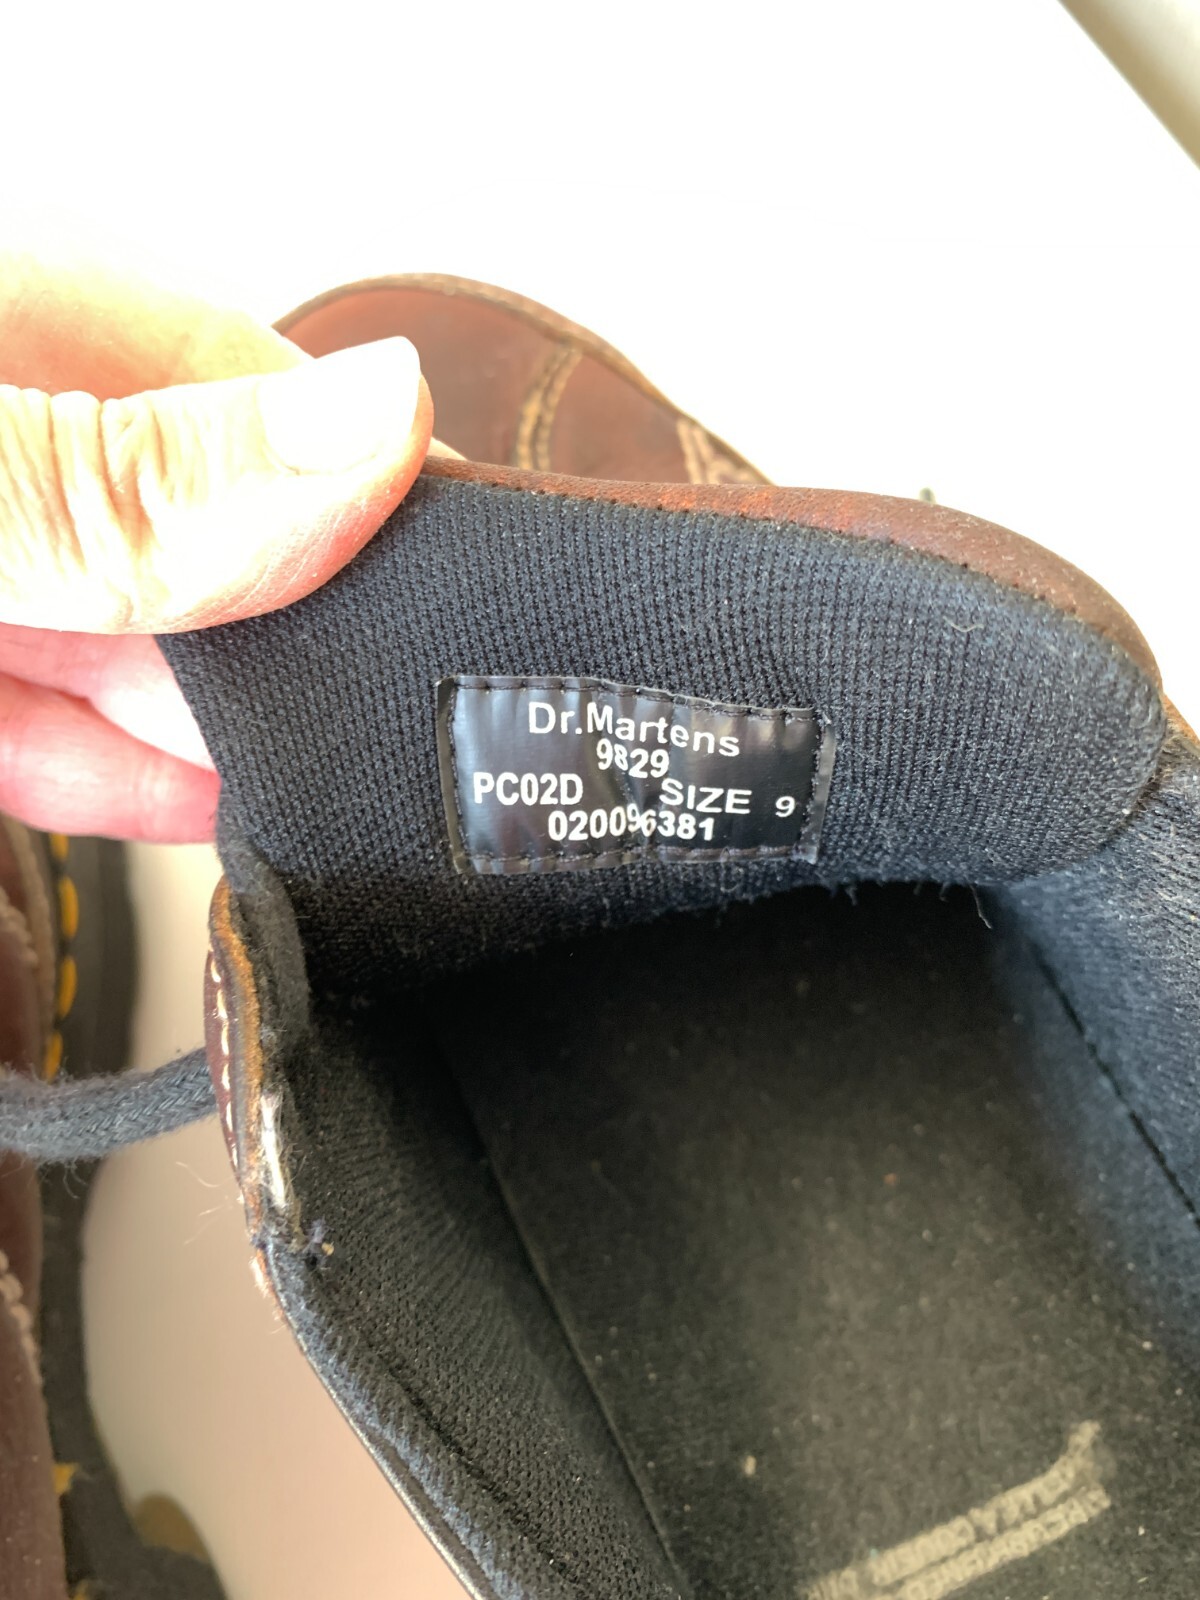 Dr.Martens
9829
PC02D SIZE 9
020096381